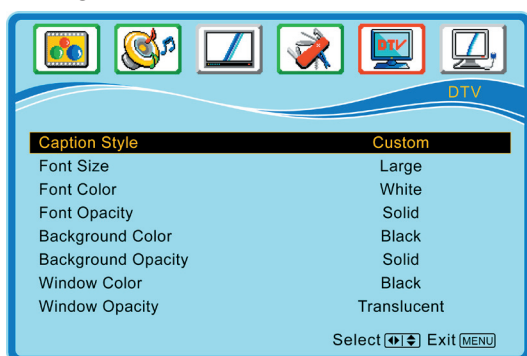 DTV
DTV
Caption Style Custom
Font Size Large
Font Color White
Font Opacity Solid
Background Color Black
Background Opacity Solid
Window Color Black
Window Opacity Translucent
Select Exit MENU